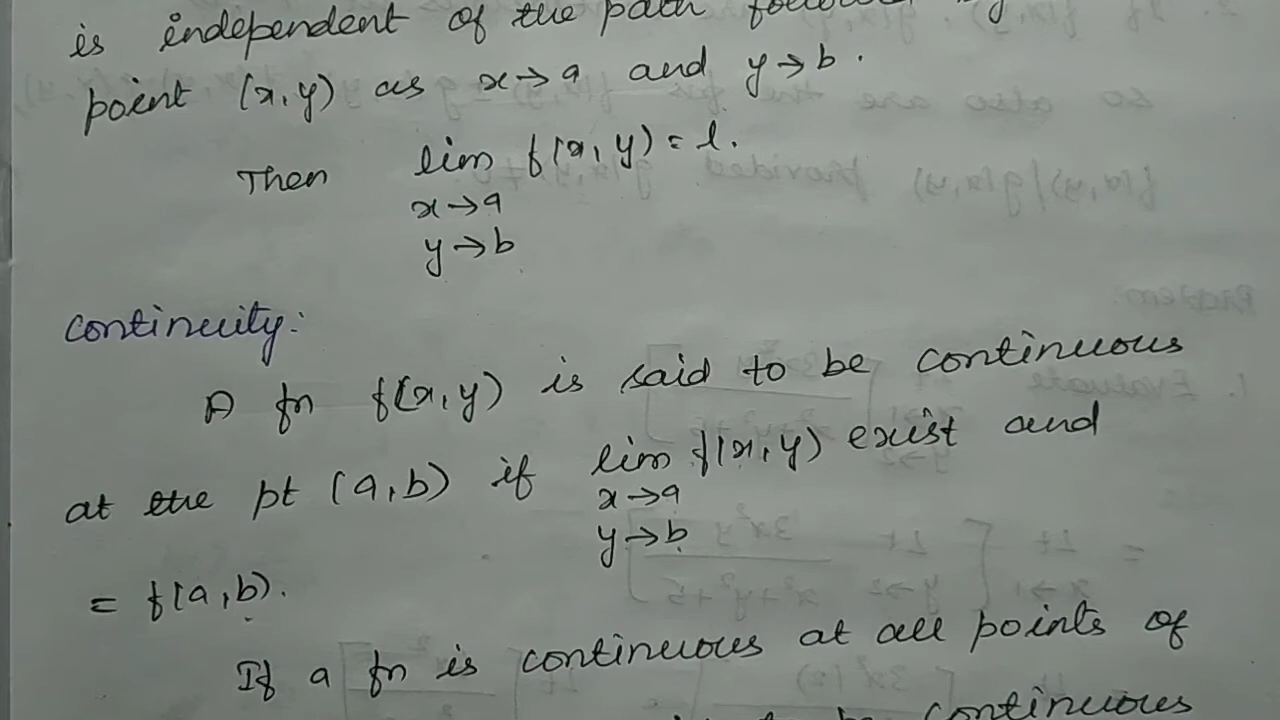 is independent of the path
point (x,y) as x→a and y→b.
Then lim f(x,y) = l.
x→a
y→b
continuity:
A fn f(x,y) is said to be continuous
at the pt (a,b) if lim f(x,y) exist and
x→a
y→b
= f(a,b).
If a fn is continuous at all points of
continuous